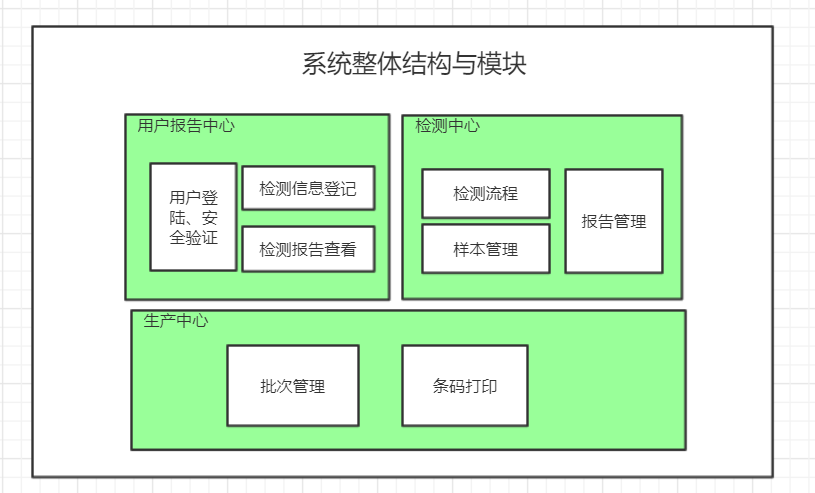 系统整体结构与模块
用户报告中心
用户登
陆、安
全验证
检测信息登记
检测报告查看
检测中心
检测流程
样本管理
报告管理
生产中心
批次管理
条码打印